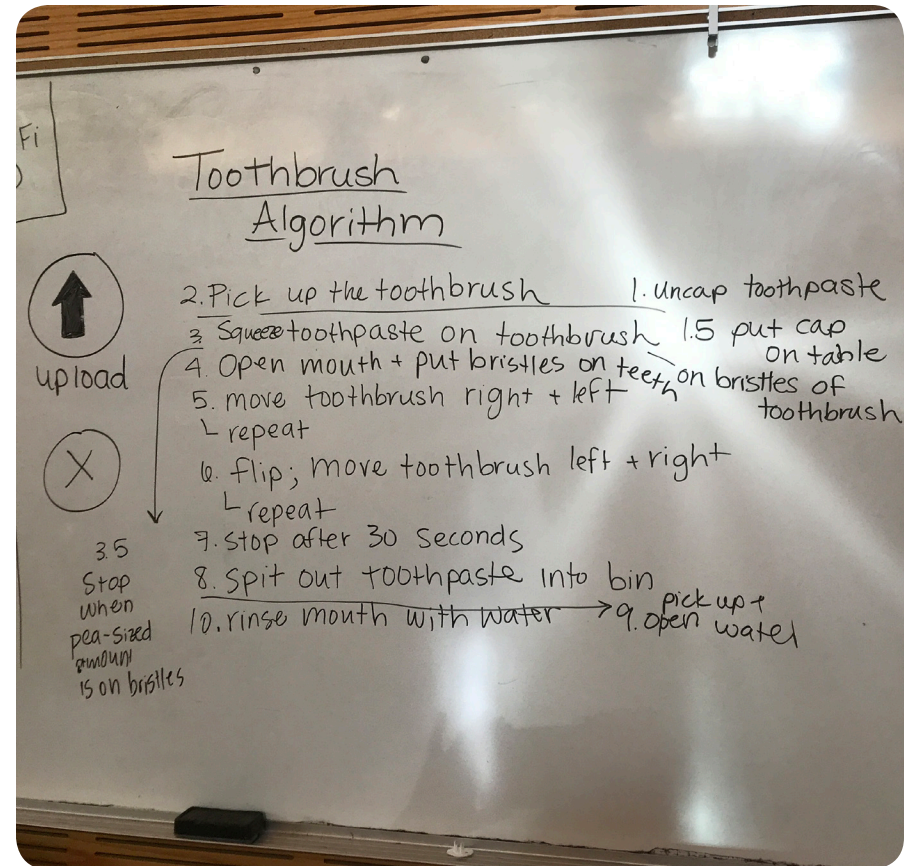 Fi
Toothbrush
Algorithm
2. Pick up the toothbrush
1. uncap toothpaste
3. Squeeze toothpaste on toothbrush
1.5 put cap
on table
4. Open mouth + put bristles on teeth
on bristles of
toothbrush
5. move toothbrush right + left
repeat
6. flip; move toothbrush left + right
repeat
7. Stop after 30 seconds
8. Spit out toothpaste into bin
10. rinse mouth with water
9. pick up +
open water
upload
X
3.5
Stop
when
pea-sized
amount
is on bristles